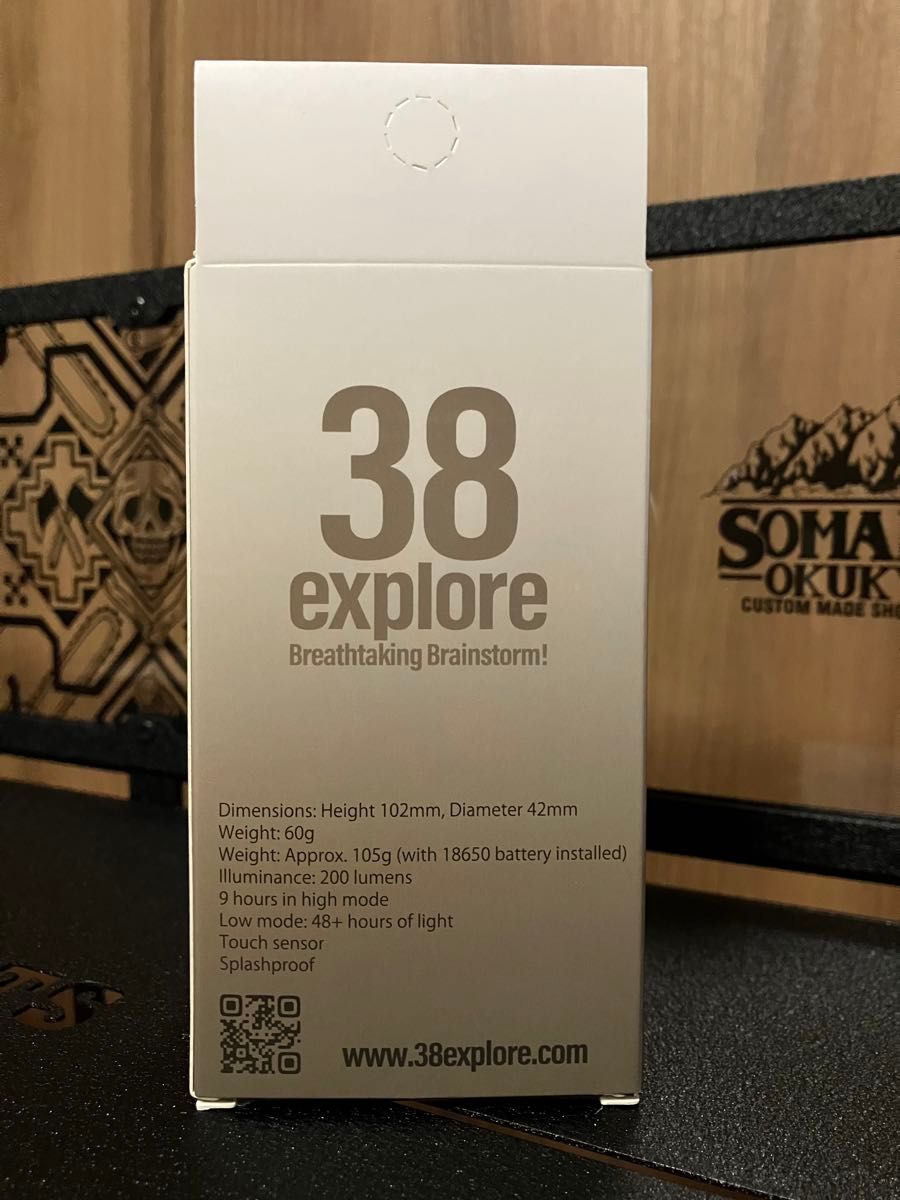 38
explore
Breathtaking Brainstorm!
Dimensions: Height 102mm, Diameter 42mm
Weight: 60g
Weight: Approx. 105g (with 18650 battery installed)
Illuminance: 200 lumens
9 hours in high mode
Low mode: 48+ hours of light
Touch sensor
Splashproof
www.38explore.com
SOMA
OKUK
CUSTOM MADE